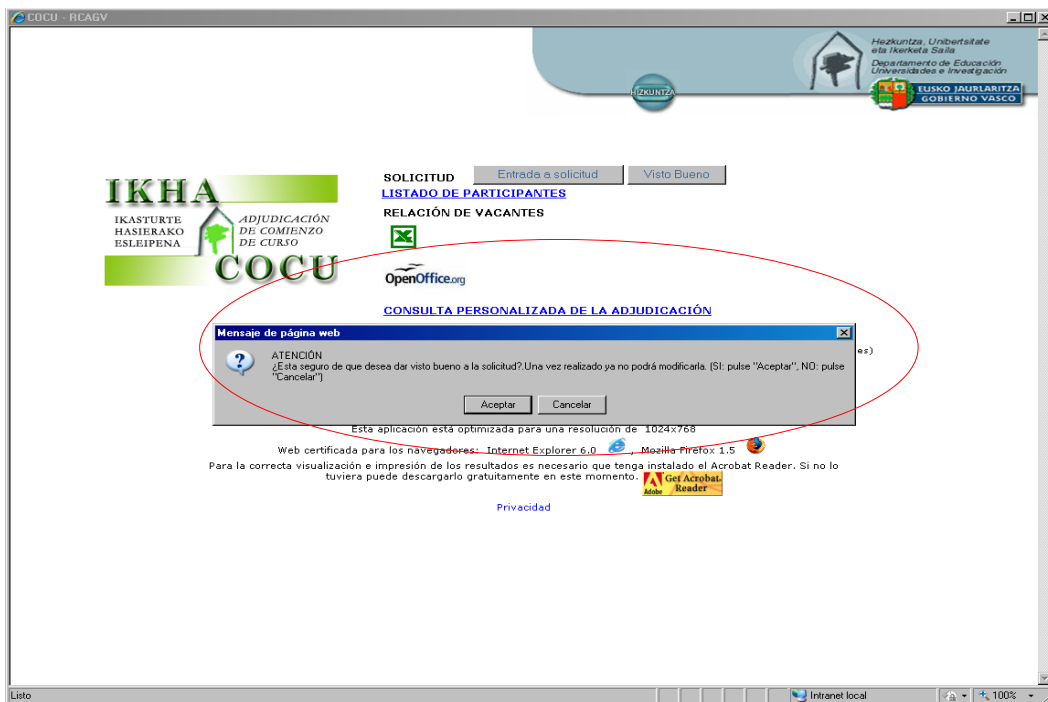 COCU - RCAGV
Hezkuntza, Unibertsitate
eta Ikerketa Saila
Departamento de Educación
Universidades e Investigación
HIZKUNTZA
EUSKO JAURLARITZA
GOBIERNO VASCO
SOLICITUD Entrada a solicitud Visto Bueno
LISTADO DE PARTICIPANTES
RELACIÓN DE VACANTES
IKHA
IKASTURTE
HASIERAKO
ESLEIPENA
ADJUDICACIÓN
DE COMIENZO
DE CURSO
COCU
OpenOffice.org
CONSULTA PERSONALIZADA DE LA ADJUDICACIÓN
Mensaje de página web
es)
ATENCIÓN
¿Esta seguro de que desea dar visto bueno a la solicitud?.Una vez realizado ya no podrá modificarla. (SI: pulse "Aceptar", NO: pulse
"Cancelar")
Aceptar Cancelar
Esta aplicación está optimizada para una resolución de 1024x768
Web certificada para los navegadores: Internet Explorer 6.0 , Mozilla Firefox 1.5
Para la correcta visualización e impresión de los resultados es necesario que tenga instalado el Acrobat Reader. Si no lo
tuviera puede descargarlo gratuitamente en este momento. Get Acrobat Reader Adobe
Privacidad
Listo Intranet local 100%